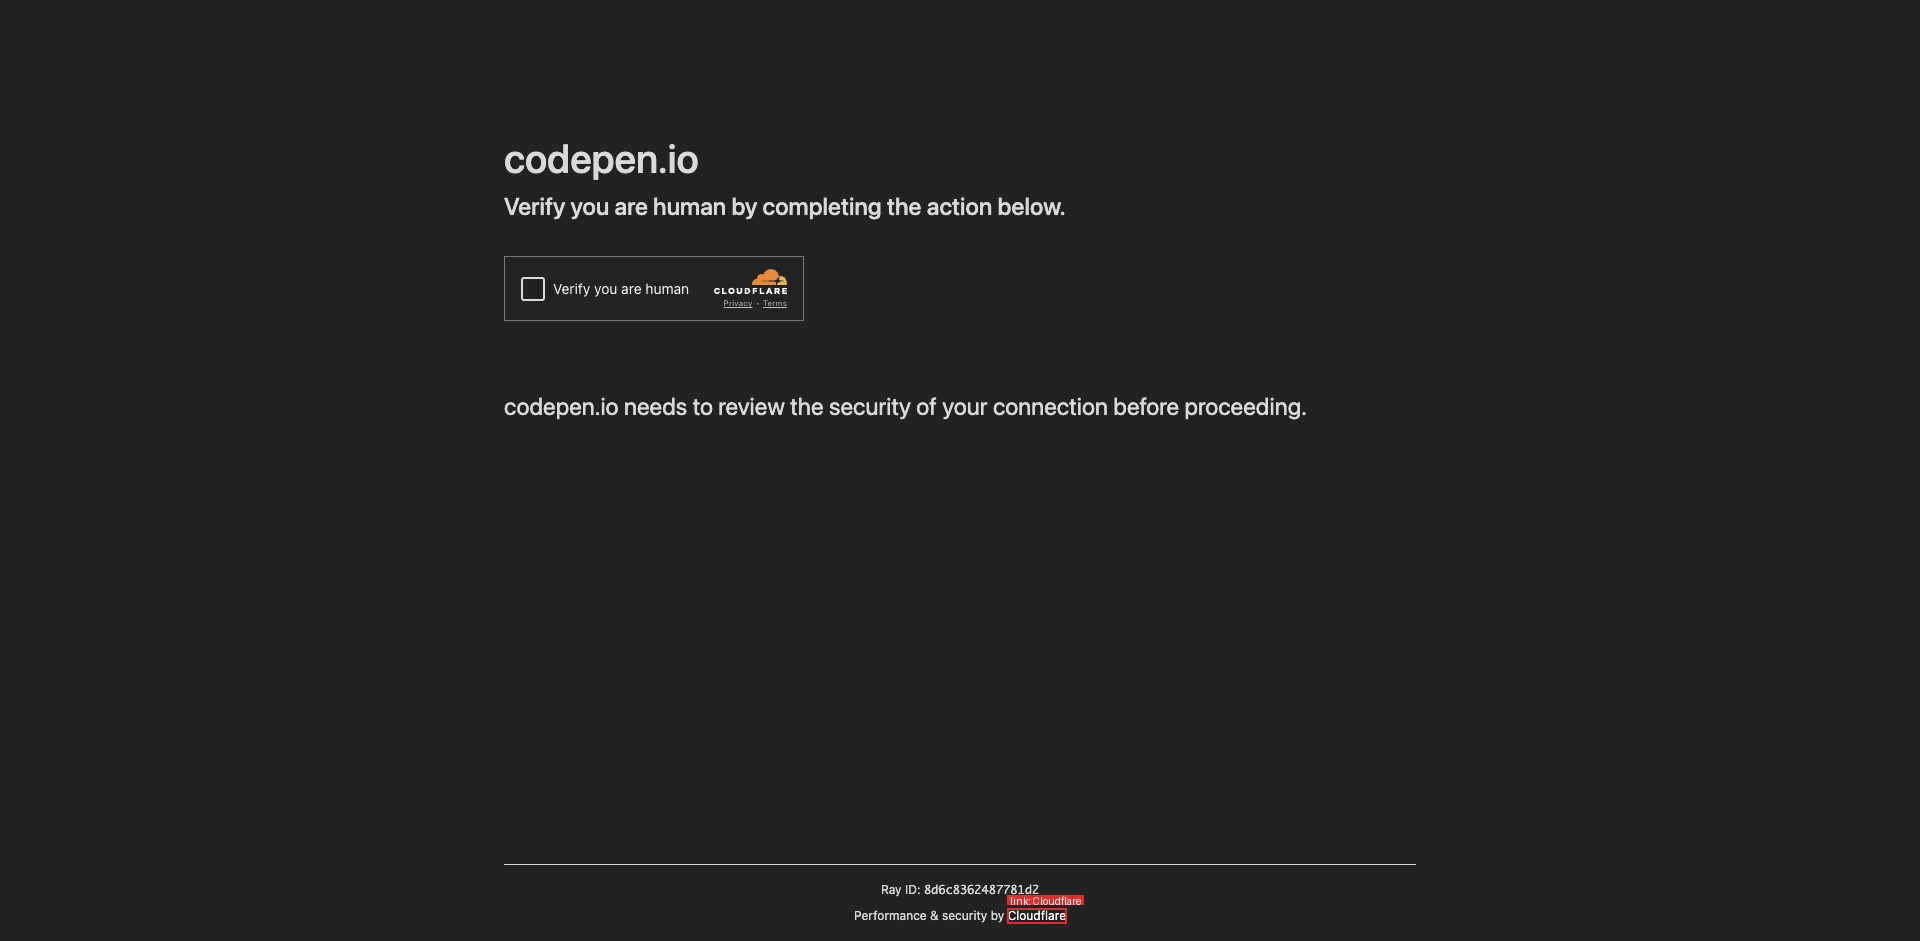 codepen.io
Verify you are human by completing the action below.
Verify you are human
CLOUDFLARE
Privacy • Terms
codepen.io needs to review the security of your connection before proceeding.
Ray ID: 8d6c8362487781d2
link: Cloudflare
Performance & security by Cloudflare